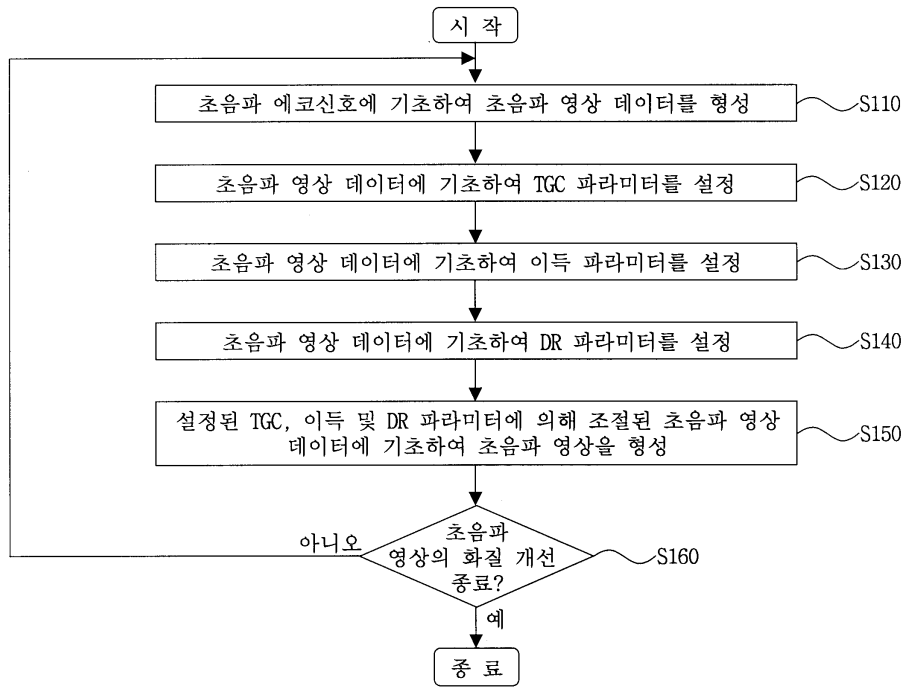 시 작
초음파 에코신호에 기초하여 초음파 영상 데이터를 형성
S110
초음파 영상 데이터에 기초하여 TGC 파라미터를 설정
S120
초음파 영상 데이터에 기초하여 이득 파라미터를 설정
S130
초음파 영상 데이터에 기초하여 DR 파라미터를 설정
S140
설정된 TGC, 이득 및 DR 파라미터에 의해 조절된 초음파 영상
데이터에 기초하여 초음파 영상을 형성
S150
아니오
초음파
영상의 화질 개선
종료?
S160
예
종 료